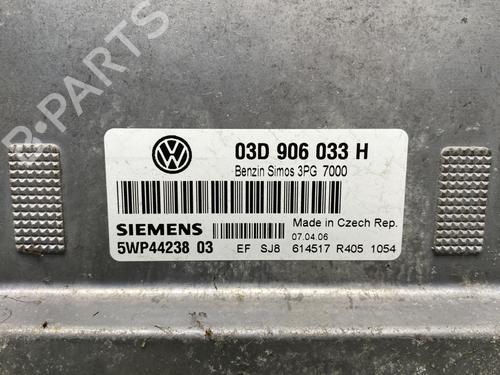 B-PARTS
VW
03D 906 033 H
Benzin Simos 3PG 7000
SIEMENS
Made in Czech Rep.
07.04.06
5WP44238 03 EF SJ8 614517 R405 1054